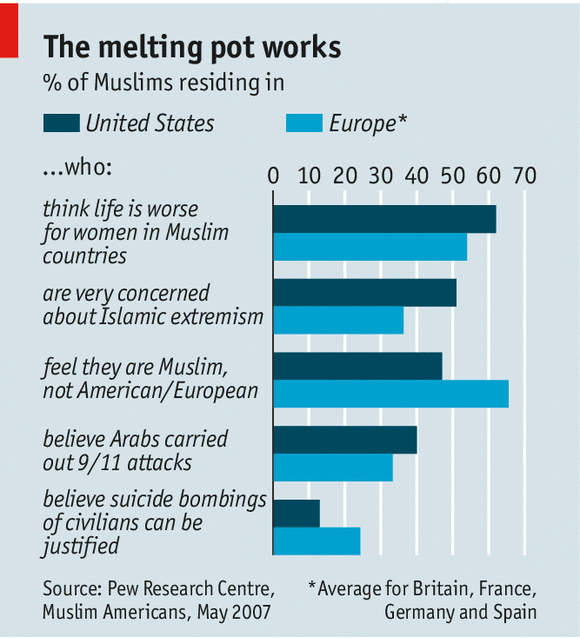 The melting pot works
% of Muslims residing in
United States Europe*
...who:
0 10 20 30 40 50 60 70
think life is worse
for women in Muslim
countries
are very concerned
about Islamic extremism
feel they are Muslim,
not American/European
believe Arabs carried
out 9/11 attacks
believe suicide bombings
of civilians can be
justified
Source: Pew Research Centre,
Muslim Americans, May 2007
*Average for Britain, France,
Germany and Spain